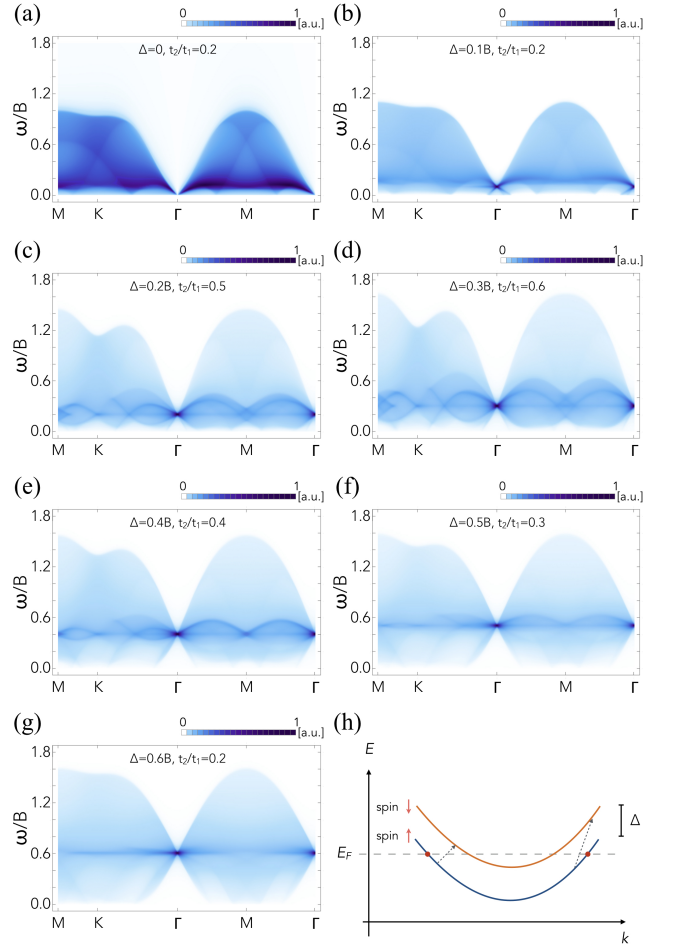 (a)
0 1
[a.u.]
Δ=0, t₂/t₁=0.2
ω/B
1.8
1.2
0.6
0.0
M K Γ M Γ
(b)
0 1
[a.u.]
Δ=0.1B, t₂/t₁=0.2
ω/B
1.8
1.2
0.6
0.0
M K Γ M Γ
(c)
0 1
[a.u.]
Δ=0.2B, t₂/t₁=0.5
ω/B
1.8
1.2
0.6
0.0
M K Γ M Γ
(d)
0 1
[a.u.]
Δ=0.3B, t₂/t₁=0.6
ω/B
1.8
1.2
0.6
0.0
M K Γ M Γ
(e)
0 1
[a.u.]
Δ=0.4B, t₂/t₁=0.4
ω/B
1.8
1.2
0.6
0.0
M K Γ M Γ
(f)
0 1
[a.u.]
Δ=0.5B, t₂/t₁=0.3
ω/B
1.8
1.2
0.6
0.0
M K Γ M Γ
(g)
0 1
[a.u.]
Δ=0.6B, t₂/t₁=0.2
ω/B
1.8
1.2
0.6
0.0
M K Γ M Γ
(h)
E
spin ↓
spin ↑
Δ
E_F
k